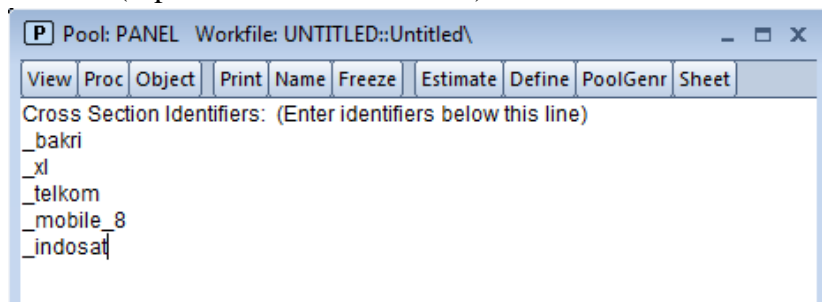 P Pool: PANEL Workfile: UNTITLED::Untitled\
View Proc Object Print Name Freeze Estimate Define PoolGenr Sheet
Cross Section Identifiers: (Enter identifiers below this line)
_bakri
_xl
_telkom
_mobile_8
_indosat